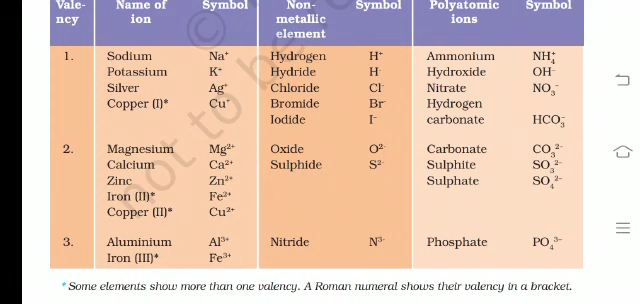 Vale- Name of Symbol Non- Symbol Polyatomic Symbol
ncy ion metallic ions
element
1. Sodium Na⁺ Hydrogen H⁺ Ammonium NH₄⁺
Potassium K⁺ Hydride H⁻ Hydroxide OH⁻
Silver Ag⁺ Chloride Cl⁻ Nitrate NO₃⁻
Copper (I)* Cu⁺ Bromide Br⁻ Hydrogen
Iodide I⁻ carbonate HCO₃⁻
2. Magnesium Mg²⁺ Oxide O²⁻ Carbonate CO₃²⁻
Calcium Ca²⁺ Sulphide S²⁻ Sulphite SO₃²⁻
Zinc Zn²⁺ Sulphate SO₄²⁻
Iron (II)* Fe²⁺
Copper (II)* Cu²⁺
3. Aluminium Al³⁺ Nitride N³⁻ Phosphate PO₄³⁻
Iron (III)* Fe³⁺
* Some elements show more than one valency. A Roman numeral shows their valency in a bracket.
© not to be